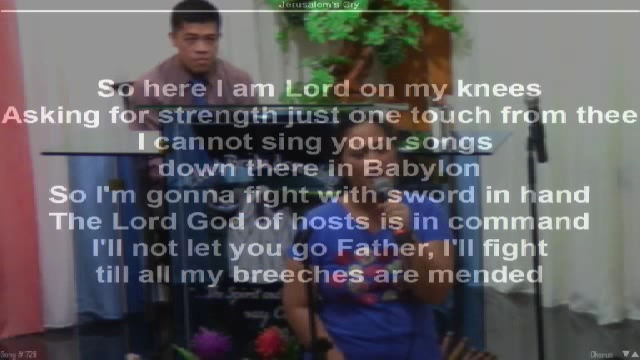 Jerusalem's Cry
So here I am Lord on my knees
Asking for strength just one touch from thee
I cannot sing your songs
down there in Babylon
So I'm gonna fight with sword in hand
The Lord God of hosts is in command
I'll not let you go Father, I'll fight
till all my breeches are mended
Song # 729
Chorus